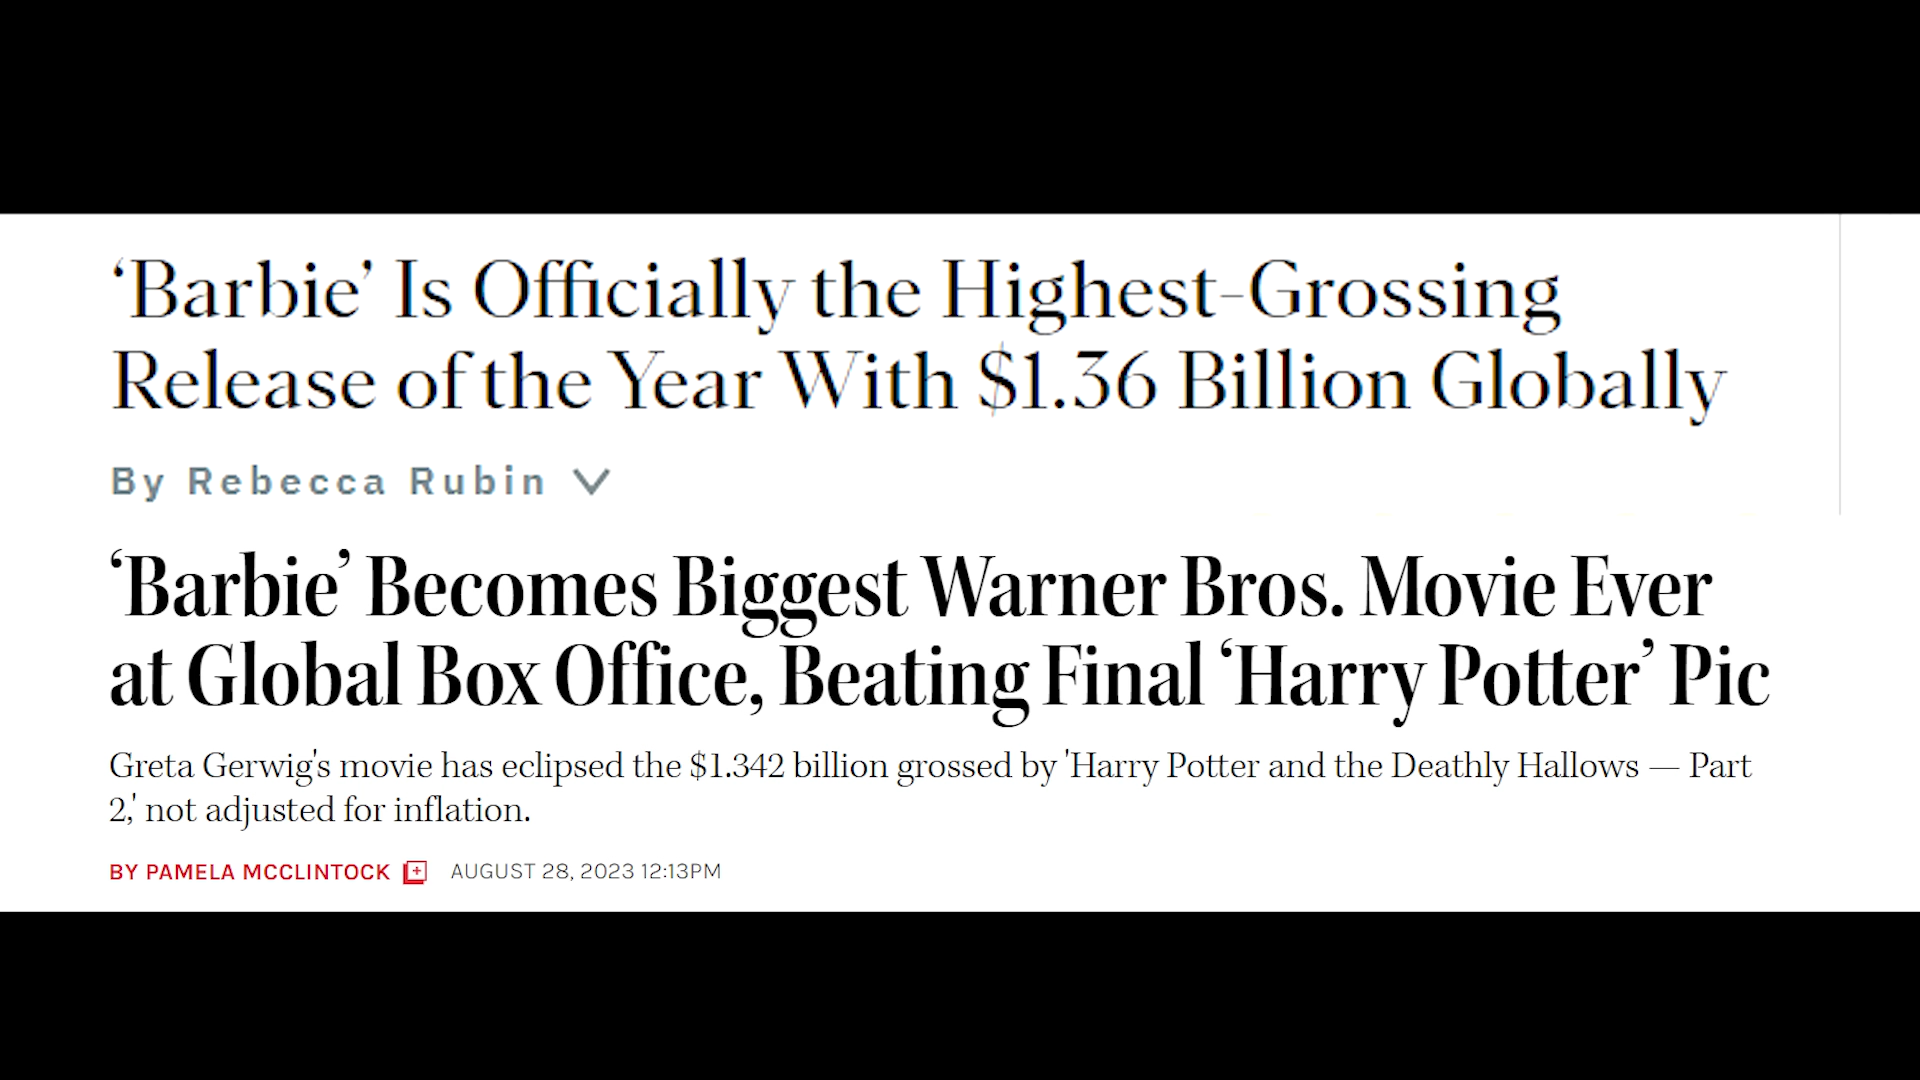 ‘Barbie’ Is Officially the Highest-Grossing
Release of the Year With $1.36 Billion Globally
By Rebecca Rubin
‘Barbie’ Becomes Biggest Warner Bros. Movie Ever
at Global Box Office, Beating Final ‘Harry Potter’ Pic
Greta Gerwig's movie has eclipsed the $1.342 billion grossed by 'Harry Potter and the Deathly Hallows — Part
2,' not adjusted for inflation.
BY PAMELA MCCLINTOCK AUGUST 28, 2023 12:13PM